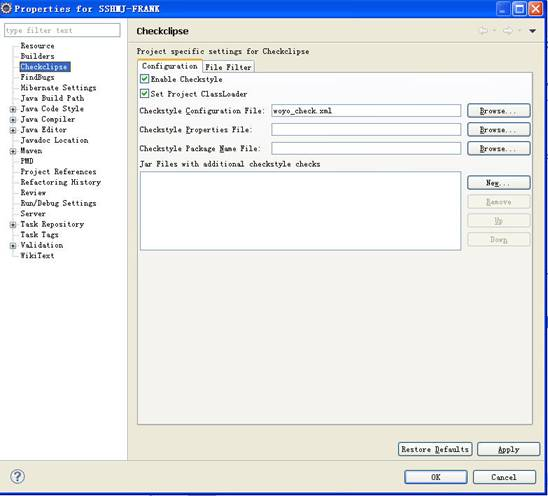 Properties for SSHMJ-FRANK
type filter text
Resource
Builders
Checkclipse
FindBugs
Hibernate Settings
Java Build Path
Java Code Style
Java Compiler
Java Editor
Javadoc Location
Maven
PMD
Project References
Refactoring History
Review
Run/Debug Settings
Server
Task Repository
Task Tags
Validation
WikiText
Checkclipse
Project specific settings for Checkclipse
Configuration File Filter
Enable Checkstyle
Set Project ClassLoader
Checkstyle Configuration File: woyo_check.xml Browse...
Checkstyle Properties File: Browse...
Checkstyle Package Name File: Browse...
Jar Files with additional checkstyle checks
New...
Remove
Up
Down
Restore Defaults Apply
OK Cancel